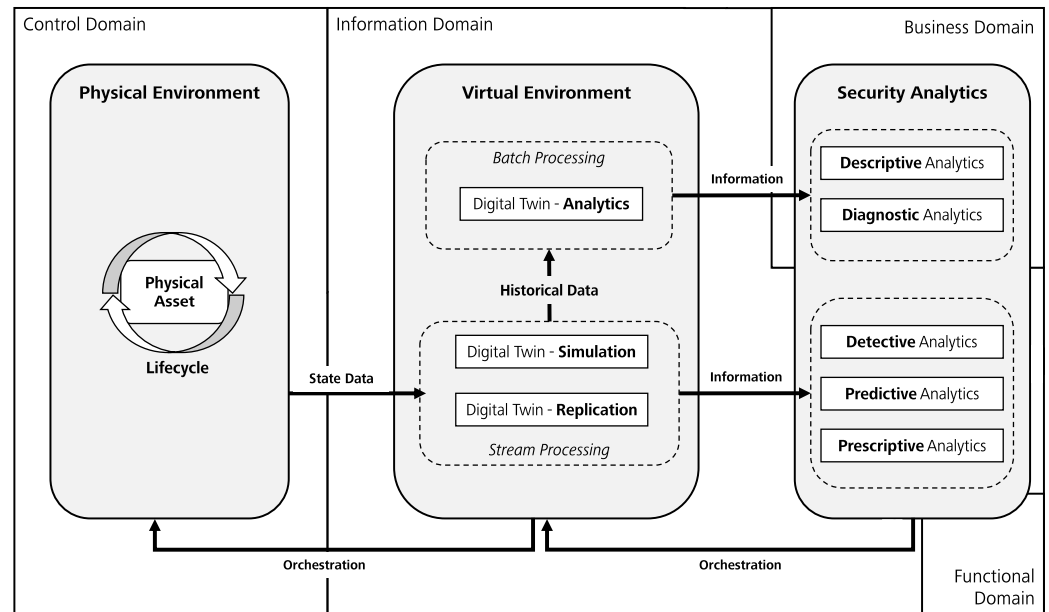 Control Domain
Information Domain
Business Domain
Physical Environment
Virtual Environment
Security Analytics
Batch Processing
Digital Twin - Analytics
Information
Descriptive Analytics
Diagnostic Analytics
Physical
Asset
Lifecycle
Historical Data
State Data
Digital Twin - Simulation
Digital Twin - Replication
Stream Processing
Information
Detective Analytics
Predictive Analytics
Prescriptive Analytics
Orchestration
Orchestration
Functional
Domain